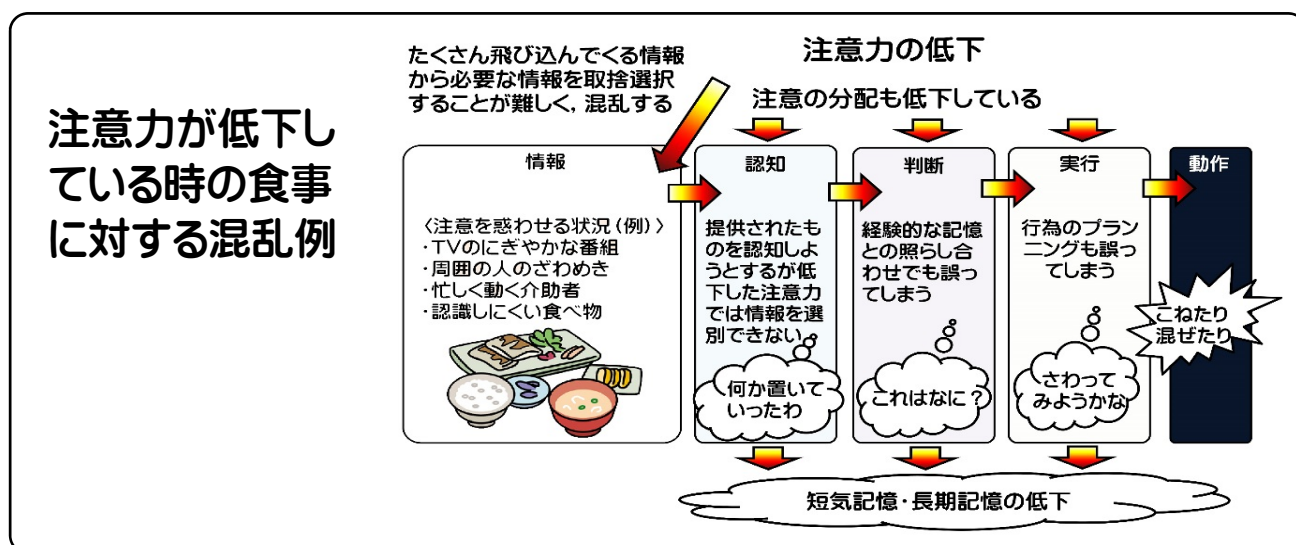 注意力が低下し
ている時の食事
に対する混乱例
たくさん飛び込んでくる情報
から必要な情報を取捨選択
することが難しく,混乱する
注意力の低下
注意の分配も低下している
情報
〈注意を惑わせる状況(例)〉
・TVのにぎやかな番組
・周囲の人のざわめき
・忙しく動く介助者
・認識しにくい食べ物
認知
提供されたも
のを認知しよ
うとするが低
下した注意力
では情報を選
別できない
何か置いて
いったわ
判断
経験的な記憶
との照らし合
わせでも誤っ
てしまう
これはなに?
実行
行為のプラン
ニングも誤っ
てしまう
さわって
みようかな
動作
こねたり
混ぜたり
短気記憶・長期記憶の低下